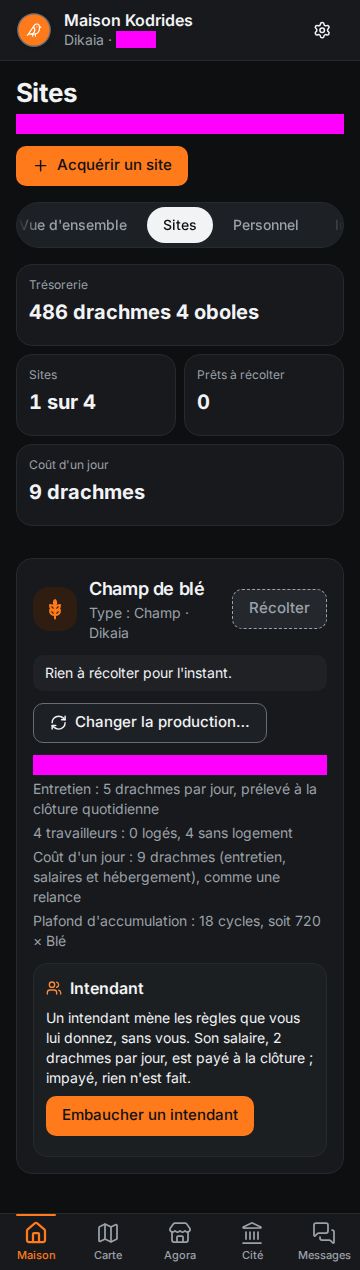 Maison Kodrides
Dikaia ·
Sites
Acquérir un site
Vue d'ensemble
Sites
Personnel
Trésorerie
486 drachmes 4 oboles
Sites
1 sur 4
Prêts à récolter
0
Coût d'un jour
9 drachmes
Champ de blé
Type : Champ ·
Dikaia
Récolter
Rien à récolter pour l'instant.
Changer la production...
Entretien : 5 drachmes par jour, prélevé à la
clôture quotidienne
4 travailleurs : 0 logés, 4 sans logement
Coût d'un jour : 9 drachmes (entretien,
salaires et hébergement), comme une
relance
Plafond d'accumulation : 18 cycles, soit 720
× Blé
Intendant
Un intendant mène les règles que vous
lui donnez, sans vous. Son salaire, 2
drachmes par jour, est payé à la clôture ;
impayé, rien n'est fait.
Embaucher un intendant
Maison
Carte
Agora
Cité
Messages